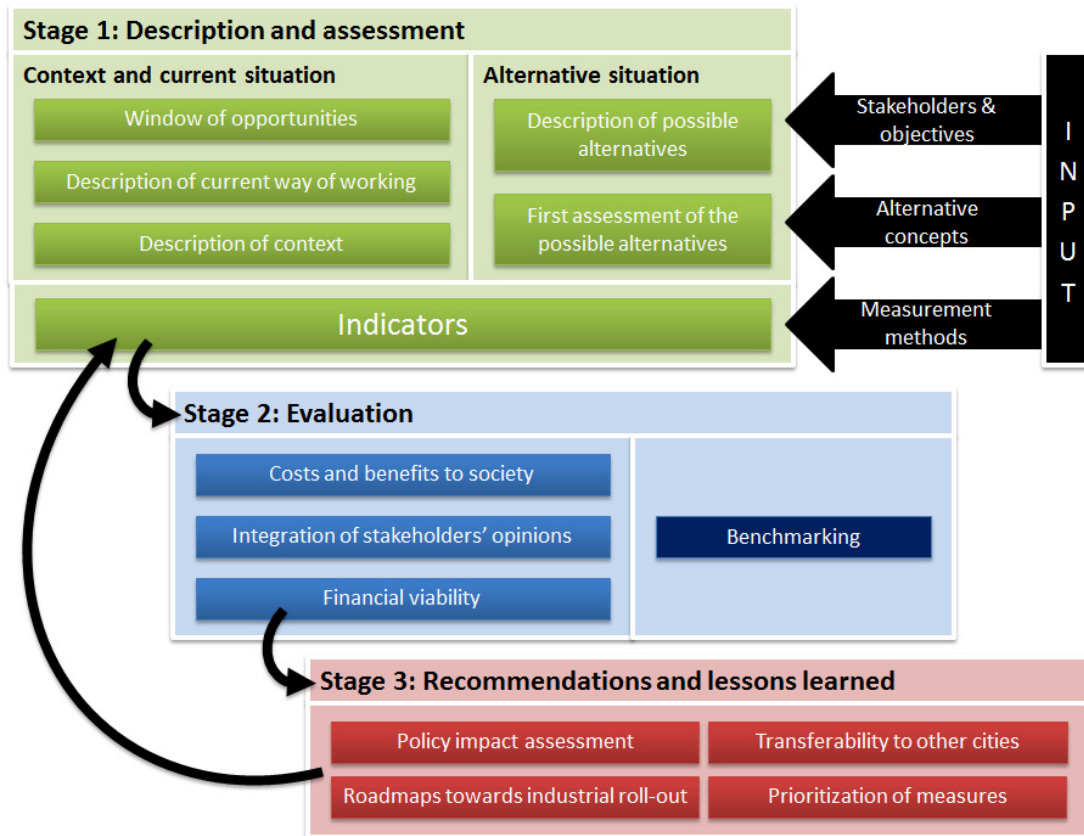 Stage 1: Description and assessment
Context and current situation
Window of opportunities
Description of current way of working
Description of context
Alternative situation
Description of possible
alternatives
First assessment of the
possible alternatives
Indicators
Stakeholders &
objectives
Alternative
concepts
Measurement
methods
I
N
P
U
T
Stage 2: Evaluation
Costs and benefits to society
Integration of stakeholders’ opinions
Financial viability
Benchmarking
Stage 3: Recommendations and lessons learned
Policy impact assessment
Transferability to other cities
Roadmaps towards industrial roll-out
Prioritization of measures